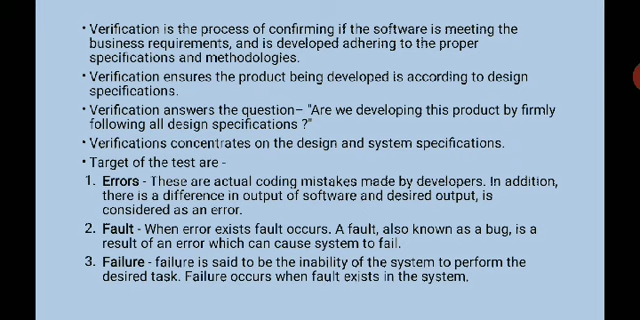 • Verification is the process of confirming if the software is meeting the
business requirements, and is developed adhering to the proper
specifications and methodologies.
• Verification ensures the product being developed is according to design
specifications.
• Verification answers the question– "Are we developing this product by firmly
following all design specifications ?"
• Verifications concentrates on the design and system specifications.
• Target of the test are -
1. Errors - These are actual coding mistakes made by developers. In addition,
there is a difference in output of software and desired output, is
considered as an error.
2. Fault - When error exists fault occurs. A fault, also known as a bug, is a
result of an error which can cause system to fail.
3. Failure - failure is said to be the inability of the system to perform the
desired task. Failure occurs when fault exists in the system.